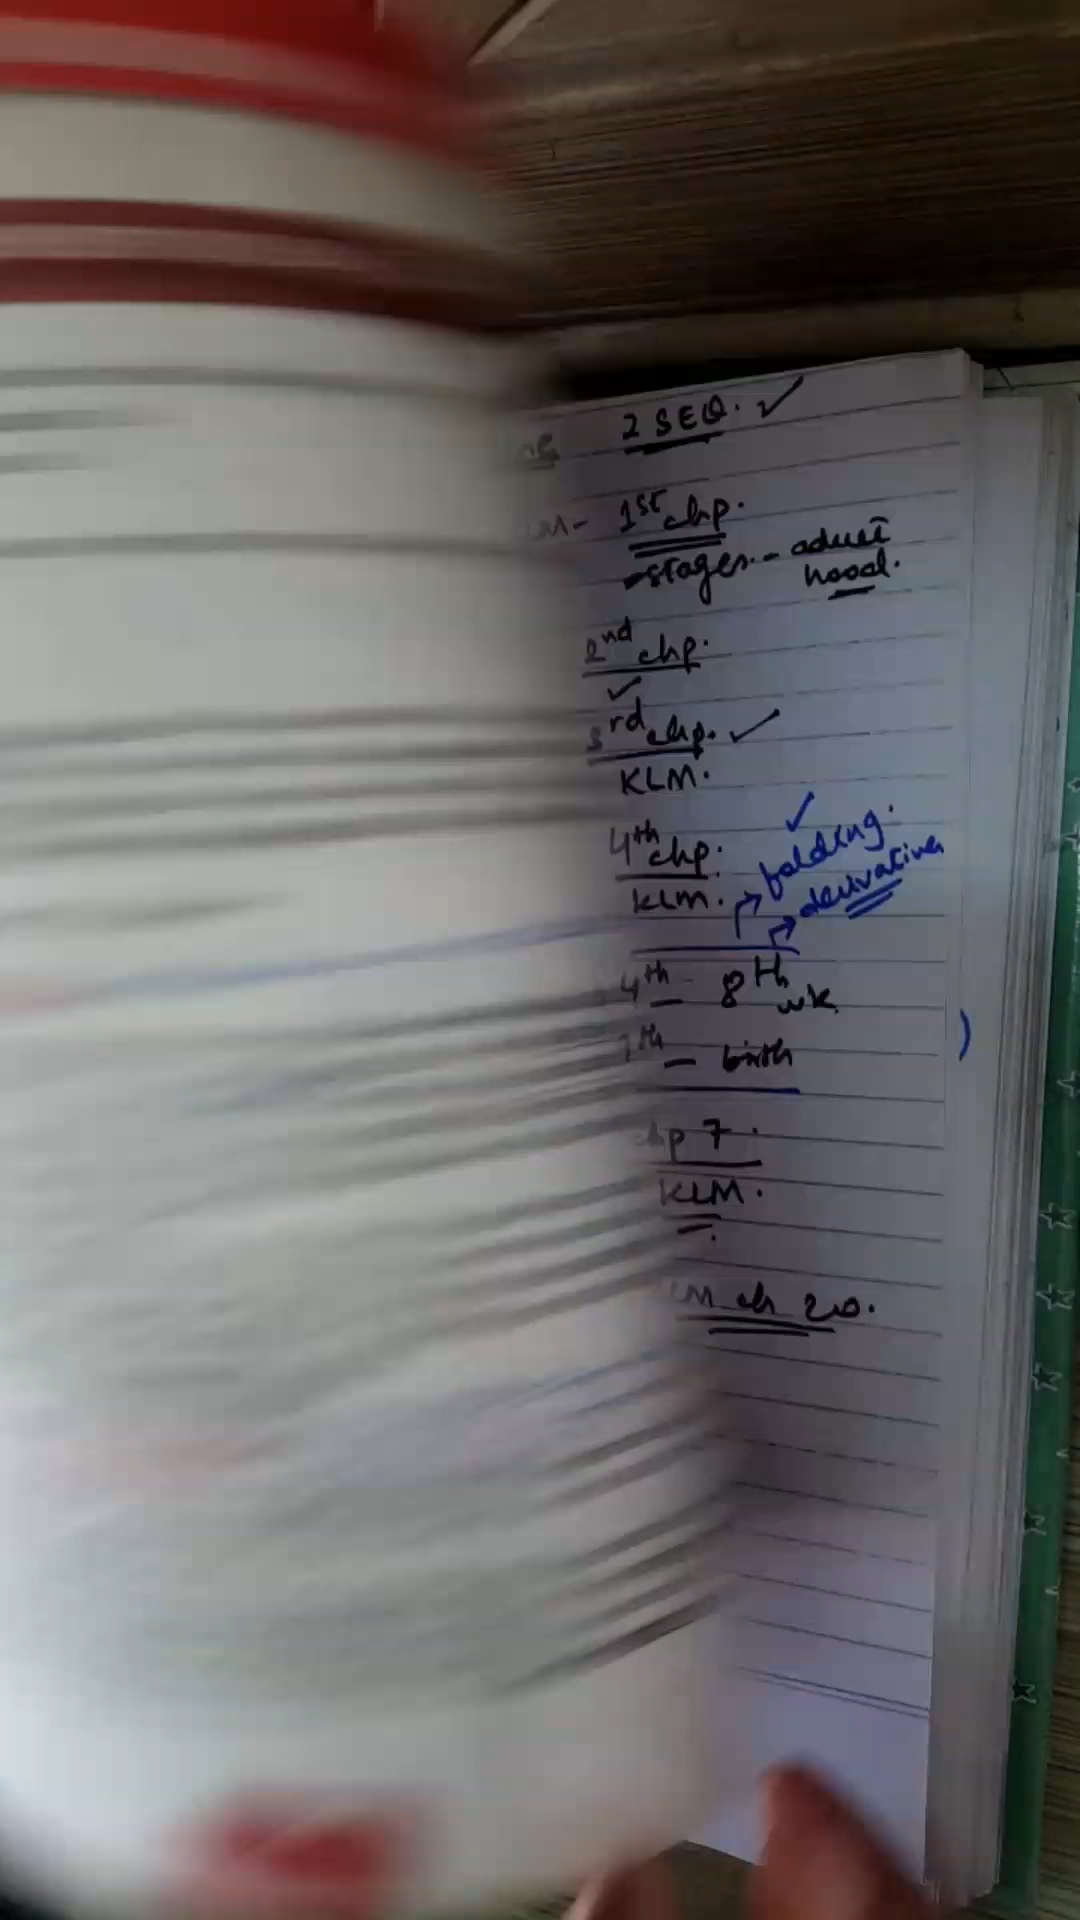 2 SEQ. ✓
1st chp.
- stages. - adult
hood.
2nd chp.
✓
3rd chp. ✓
KLM.
4th chp. ✓
KLM.
→ folding.
→ derivatives
4th - 8th wk
- birth
chp 7.
KLM.
ch 20.